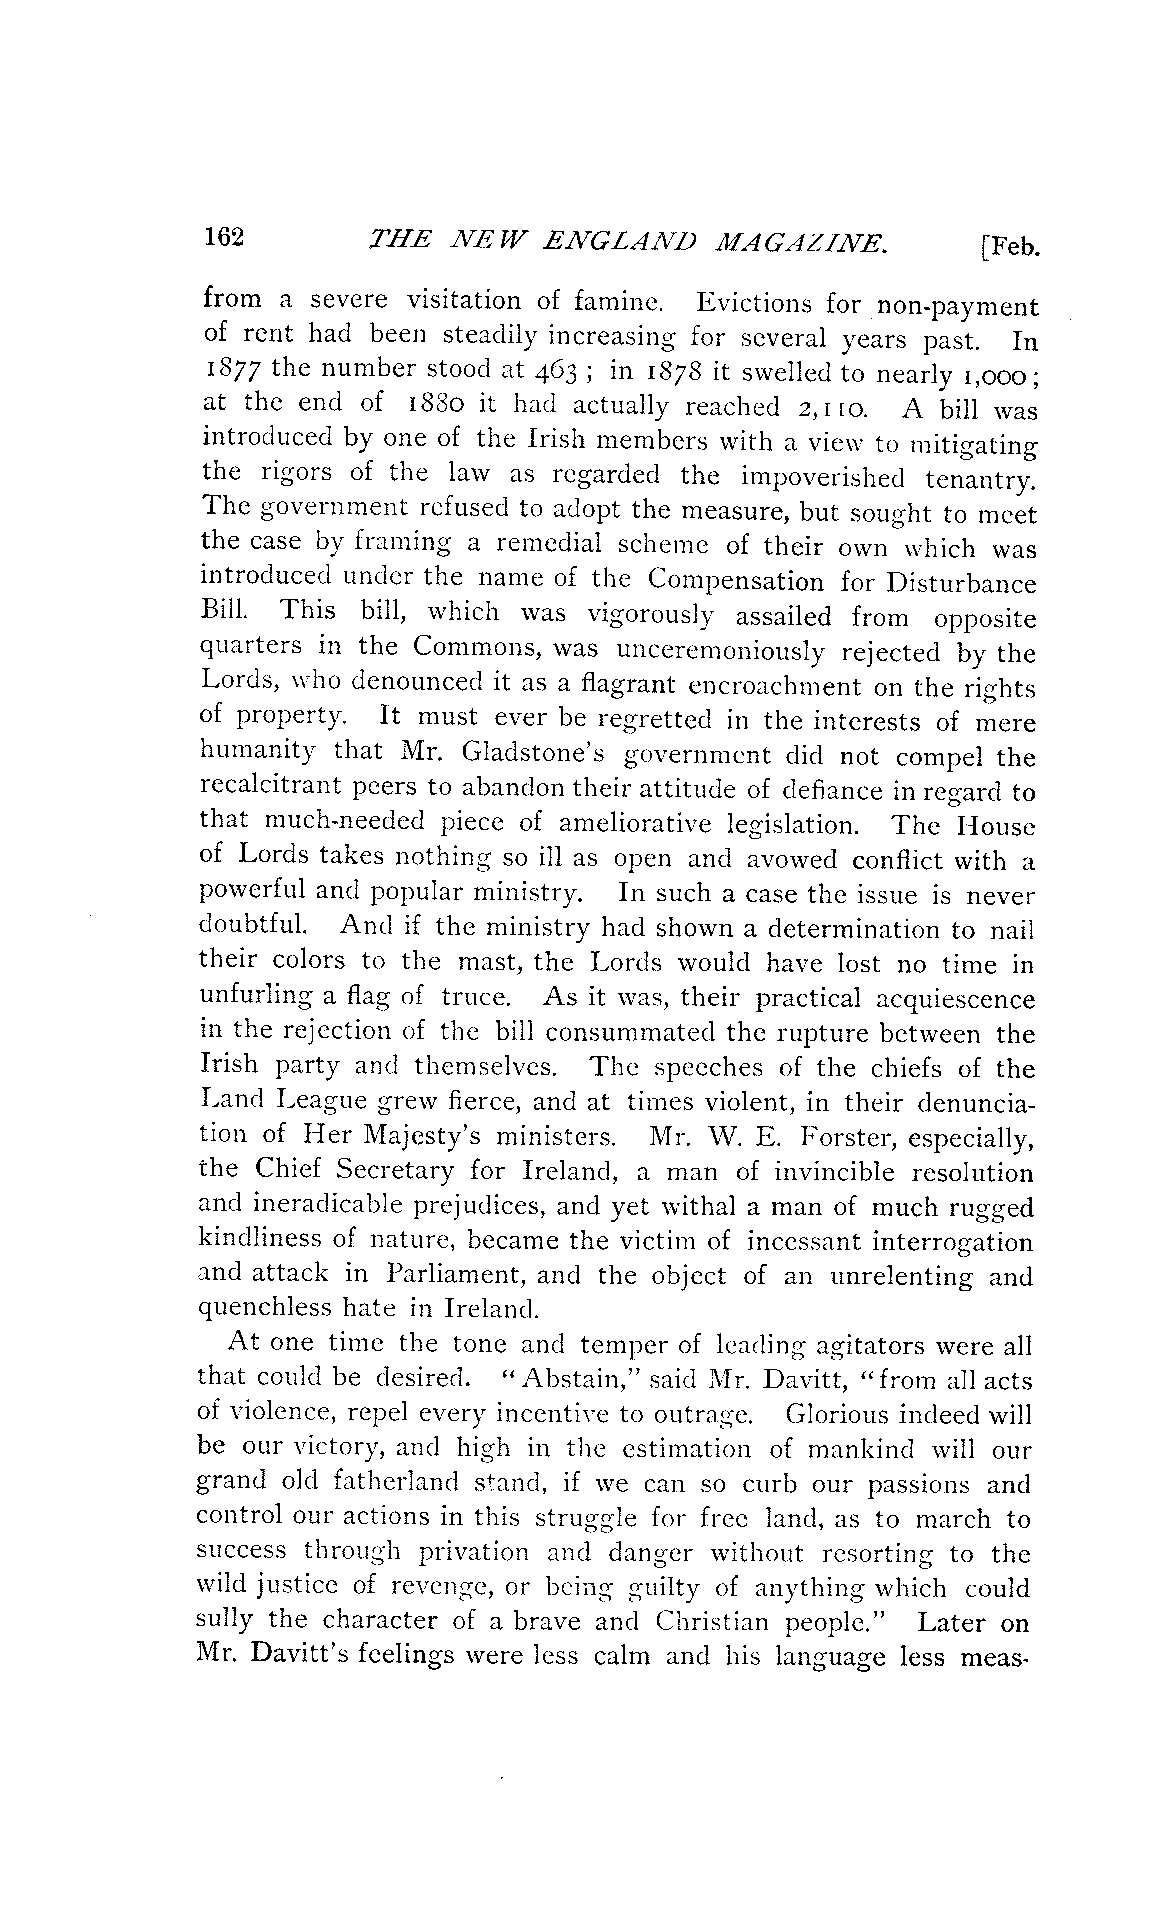 162 THE NEW ENGLAND MAGAZINE. [Feb.
from a severe visitation of famine. Evictions for non-payment
of rent had been steadily increasing for several years past. In
1877 the number stood at 463; in 1878 it swelled to nearly 1,000;
at the end of 1880 it had actually reached 2,110. A bill was
introduced by one of the Irish members with a view to mitigating
the rigors of the law as regarded the impoverished tenantry.
The government refused to adopt the measure, but sought to meet
the case by framing a remedial scheme of their own which was
introduced under the name of the Compensation for Disturbance
Bill. This bill, which was vigorously assailed from opposite
quarters in the Commons, was unceremoniously rejected by the
Lords, who denounced it as a flagrant encroachment on the rights
of property. It must ever be regretted in the interests of mere
humanity that Mr. Gladstone's government did not compel the
recalcitrant peers to abandon their attitude of defiance in regard to
that much-needed piece of ameliorative legislation. The House
of Lords takes nothing so ill as open and avowed conflict with a
powerful and popular ministry. In such a case the issue is never
doubtful. And if the ministry had shown a determination to nail
their colors to the mast, the Lords would have lost no time in
unfurling a flag of truce. As it was, their practical acquiescence
in the rejection of the bill consummated the rupture between the
Irish party and themselves. The speeches of the chiefs of the
Land League grew fierce, and at times violent, in their denuncia-
tion of Her Majesty's ministers. Mr. W. E. Forster, especially,
the Chief Secretary for Ireland, a man of invincible resolution
and ineradicable prejudices, and yet withal a man of much rugged
kindliness of nature, became the victim of incessant interrogation
and attack in Parliament, and the object of an unrelenting and
quenchless hate in Ireland.
At one time the tone and temper of leading agitators were all
that could be desired. "Abstain," said Mr. Davitt, "from all acts
of violence, repel every incentive to outrage. Glorious indeed will
be our victory, and high in the estimation of mankind will our
grand old fatherland stand, if we can so curb our passions and
control our actions in this struggle for free land, as to march to
success through privation and danger without resorting to the
wild justice of revenge, or being guilty of anything which could
sully the character of a brave and Christian people." Later on
Mr. Davitt's feelings were less calm and his language less meas-